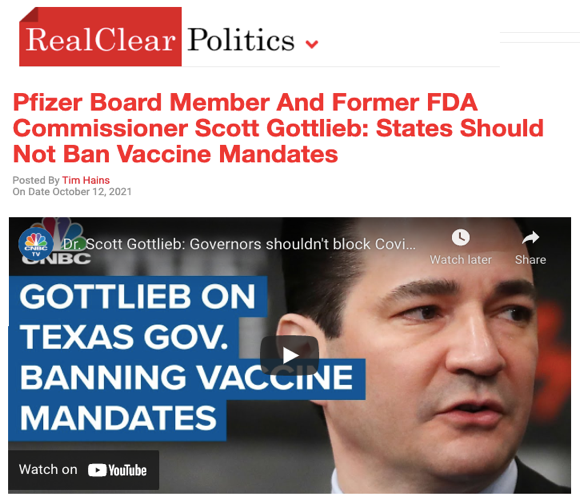 RealClear Politics
Pfizer Board Member And Former FDA
Commissioner Scott Gottlieb: States Should
Not Ban Vaccine Mandates
Posted By Tim Hains
On Date October 12, 2021
CNBC
TV
Dr. Scott Gottlieb: Governors shouldn't block Covi...
Watch later
Share
CNBC
GOTTLIEB ON
TEXAS GOV.
BANNING VACCINE
MANDATES
Watch on YouTube